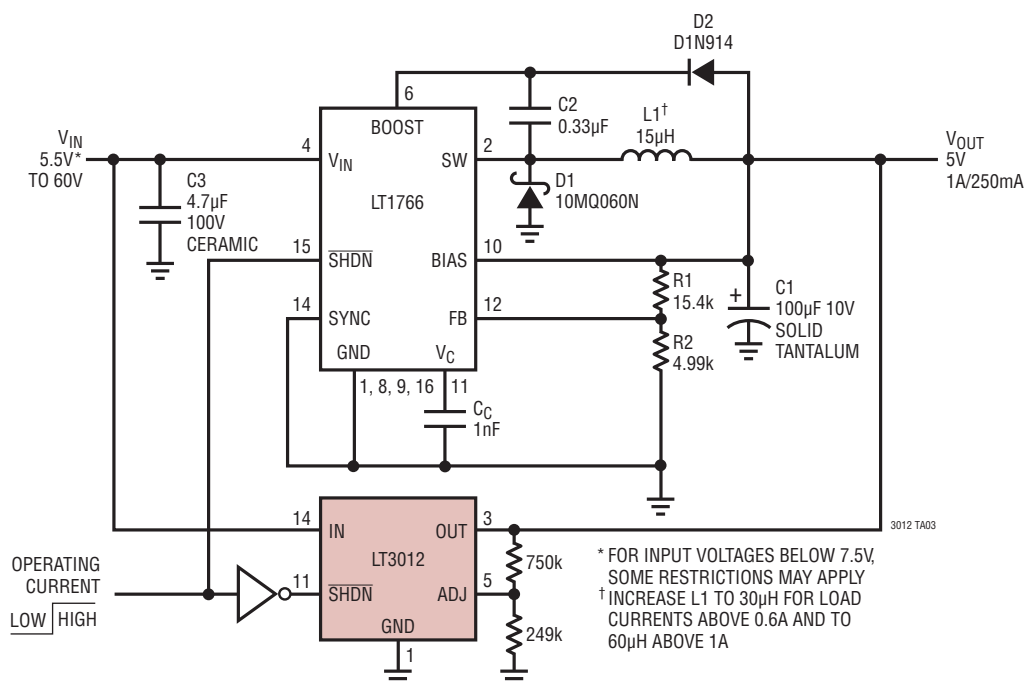 D2
D1N914
6
BOOST
C2
0.33µF
L1†
15µH
VIN
5.5V*
TO 60V
4
VIN
SW
2
VOUT
5V
1A/250mA
C3
4.7µF
100V
CERAMIC
LT1766
D1
10MQ060N
15
SHDN
BIAS
10
R1
15.4k
C1
100µF 10V
SOLID
TANTALUM
+
14
SYNC
FB
12
R2
4.99k
GND
VC
1, 8, 9, 16
11
CC
1nF
14
IN
OUT
3
3012 TA03
LT3012
750k
OPERATING
CURRENT
LOW HIGH
11
SHDN
ADJ
5
249k
GND
1
* FOR INPUT VOLTAGES BELOW 7.5V,
SOME RESTRICTIONS MAY APPLY
† INCREASE L1 TO 30µH FOR LOAD
CURRENTS ABOVE 0.6A AND TO
60µH ABOVE 1A